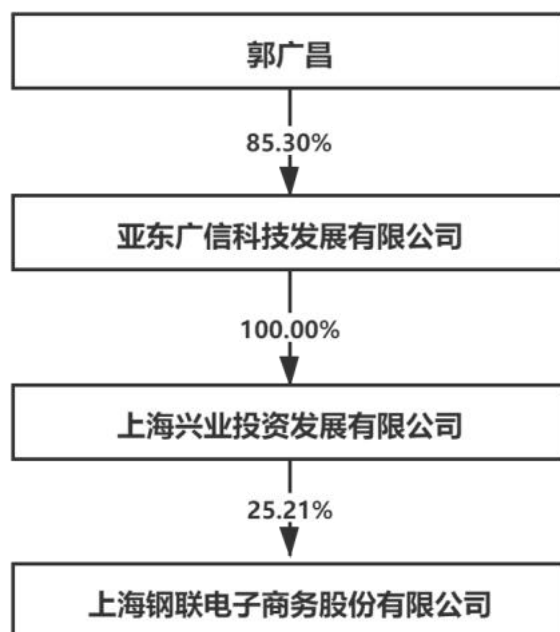 郭广昌
85.30%
亚东广信科技发展有限公司
100.00%
上海兴业投资发展有限公司
25.21%
上海钢联电子商务股份有限公司